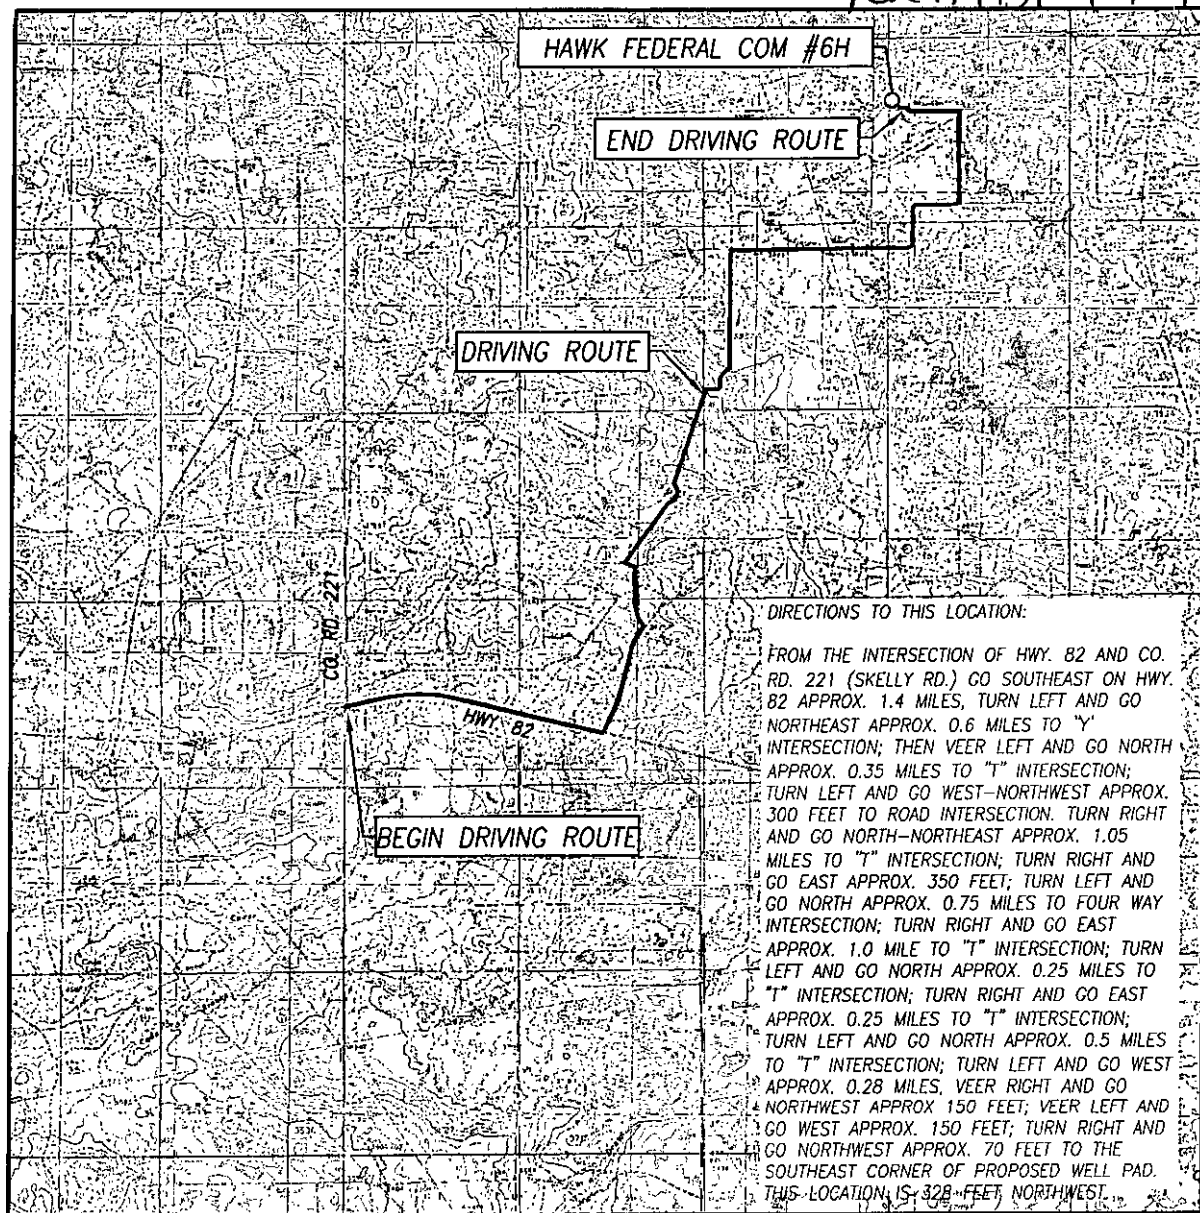 HAWK FEDERAL COM #6H
END DRIVING ROUTE
DRIVING ROUTE
CO. RD. 221
HWY 82
BEGIN DRIVING ROUTE
DIRECTIONS TO THIS LOCATION:
FROM THE INTERSECTION OF HWY. 82 AND CO.
RD. 221 (SKELLY RD.) GO SOUTHEAST ON HWY.
82 APPROX. 1.4 MILES, TURN LEFT AND GO
NORTHEAST APPROX. 0.6 MILES TO 'Y'
INTERSECTION; THEN VEER LEFT AND GO NORTH
APPROX. 0.35 MILES TO "T" INTERSECTION;
TURN LEFT AND GO WEST-NORTHWEST APPROX.
300 FEET TO ROAD INTERSECTION. TURN RIGHT
AND GO NORTH-NORTHEAST APPROX. 1.05
MILES TO "T" INTERSECTION; TURN RIGHT AND
GO EAST APPROX. 350 FEET; TURN LEFT AND
GO NORTH APPROX. 0.75 MILES TO FOUR WAY
INTERSECTION; TURN RIGHT AND GO EAST
APPROX. 1.0 MILE TO "T" INTERSECTION; TURN
LEFT AND GO NORTH APPROX. 0.25 MILES TO
"T" INTERSECTION; TURN RIGHT AND GO EAST
APPROX. 0.25 MILES TO "T" INTERSECTION;
TURN LEFT AND GO NORTH APPROX. 0.5 MILES
TO "T" INTERSECTION; TURN LEFT AND GO WEST
APPROX. 0.28 MILES, VEER RIGHT AND GO
NORTHWEST APPROX 150 FEET; VEER LEFT AND
GO WEST APPROX. 150 FEET; TURN RIGHT AND
GO NORTHWEST APPROX. 70 FEET TO THE
SOUTHEAST CORNER OF PROPOSED WELL PAD.
THIS LOCATION IS 328 FEET NORTHWEST.